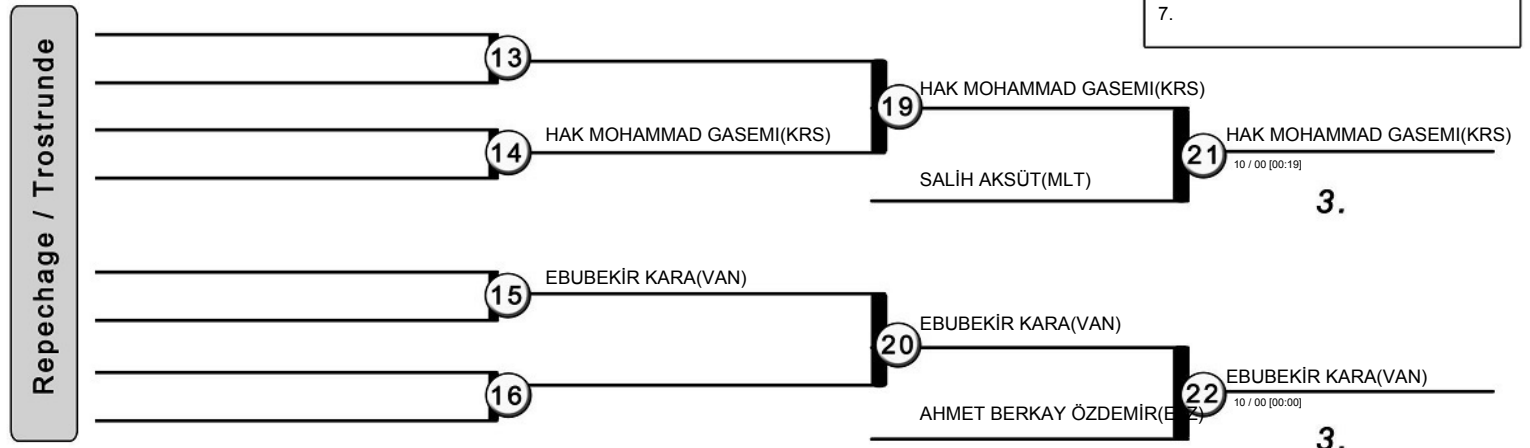 7.
Repechage / Trostrunde
13
HAK MOHAMMAD GASEMI(KRS)
19
HAK MOHAMMAD GASEMI(KRS)
14
HAK MOHAMMAD GASEMI(KRS)
21
10 / 00 [00:19]
SALİH AKSÜT(MLT)
3.
EBUBEKİR KARA(VAN)
15
EBUBEKİR KARA(VAN)
20
EBUBEKİR KARA(VAN)
16
22
10 / 00 [00:00]
AHMET BERKAY ÖZDEMİR
3.